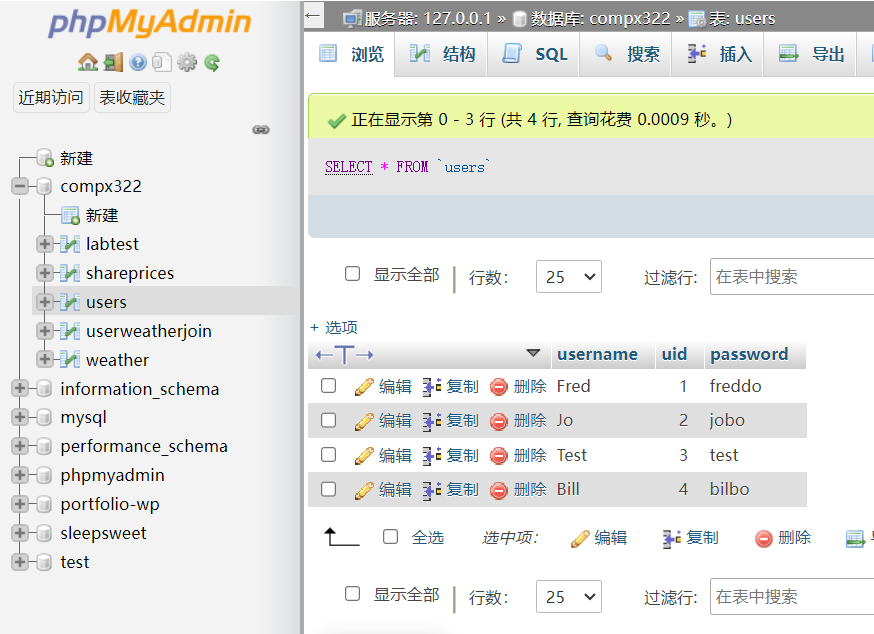 phpMyAdmin
近期访问 表收藏夹
新建
compx322
新建
labtest
shareprices
users
userweatherjoin
weather
information_schema
mysql
performance_schema
phpmyadmin
portfolio-wp
sleepsweet
test
服务器: 127.0.0.1 » 数据库: compx322 » 表: users
浏览 结构 SQL 搜索 插入 导出
正在显示第 0 - 3 行 (共 4 行, 查询花费 0.0009 秒。)
SELECT * FROM `users`
显示全部 行数: 25 过滤行: 在表中搜索
+ 选项
←T→ username uid password
编辑 复制 删除 Fred 1 freddo
编辑 复制 删除 Jo 2 jobo
编辑 复制 删除 Test 3 test
编辑 复制 删除 Bill 4 bilbo
全选 选中项: 编辑 复制 删除
显示全部 行数: 25 过滤行: 在表中搜索